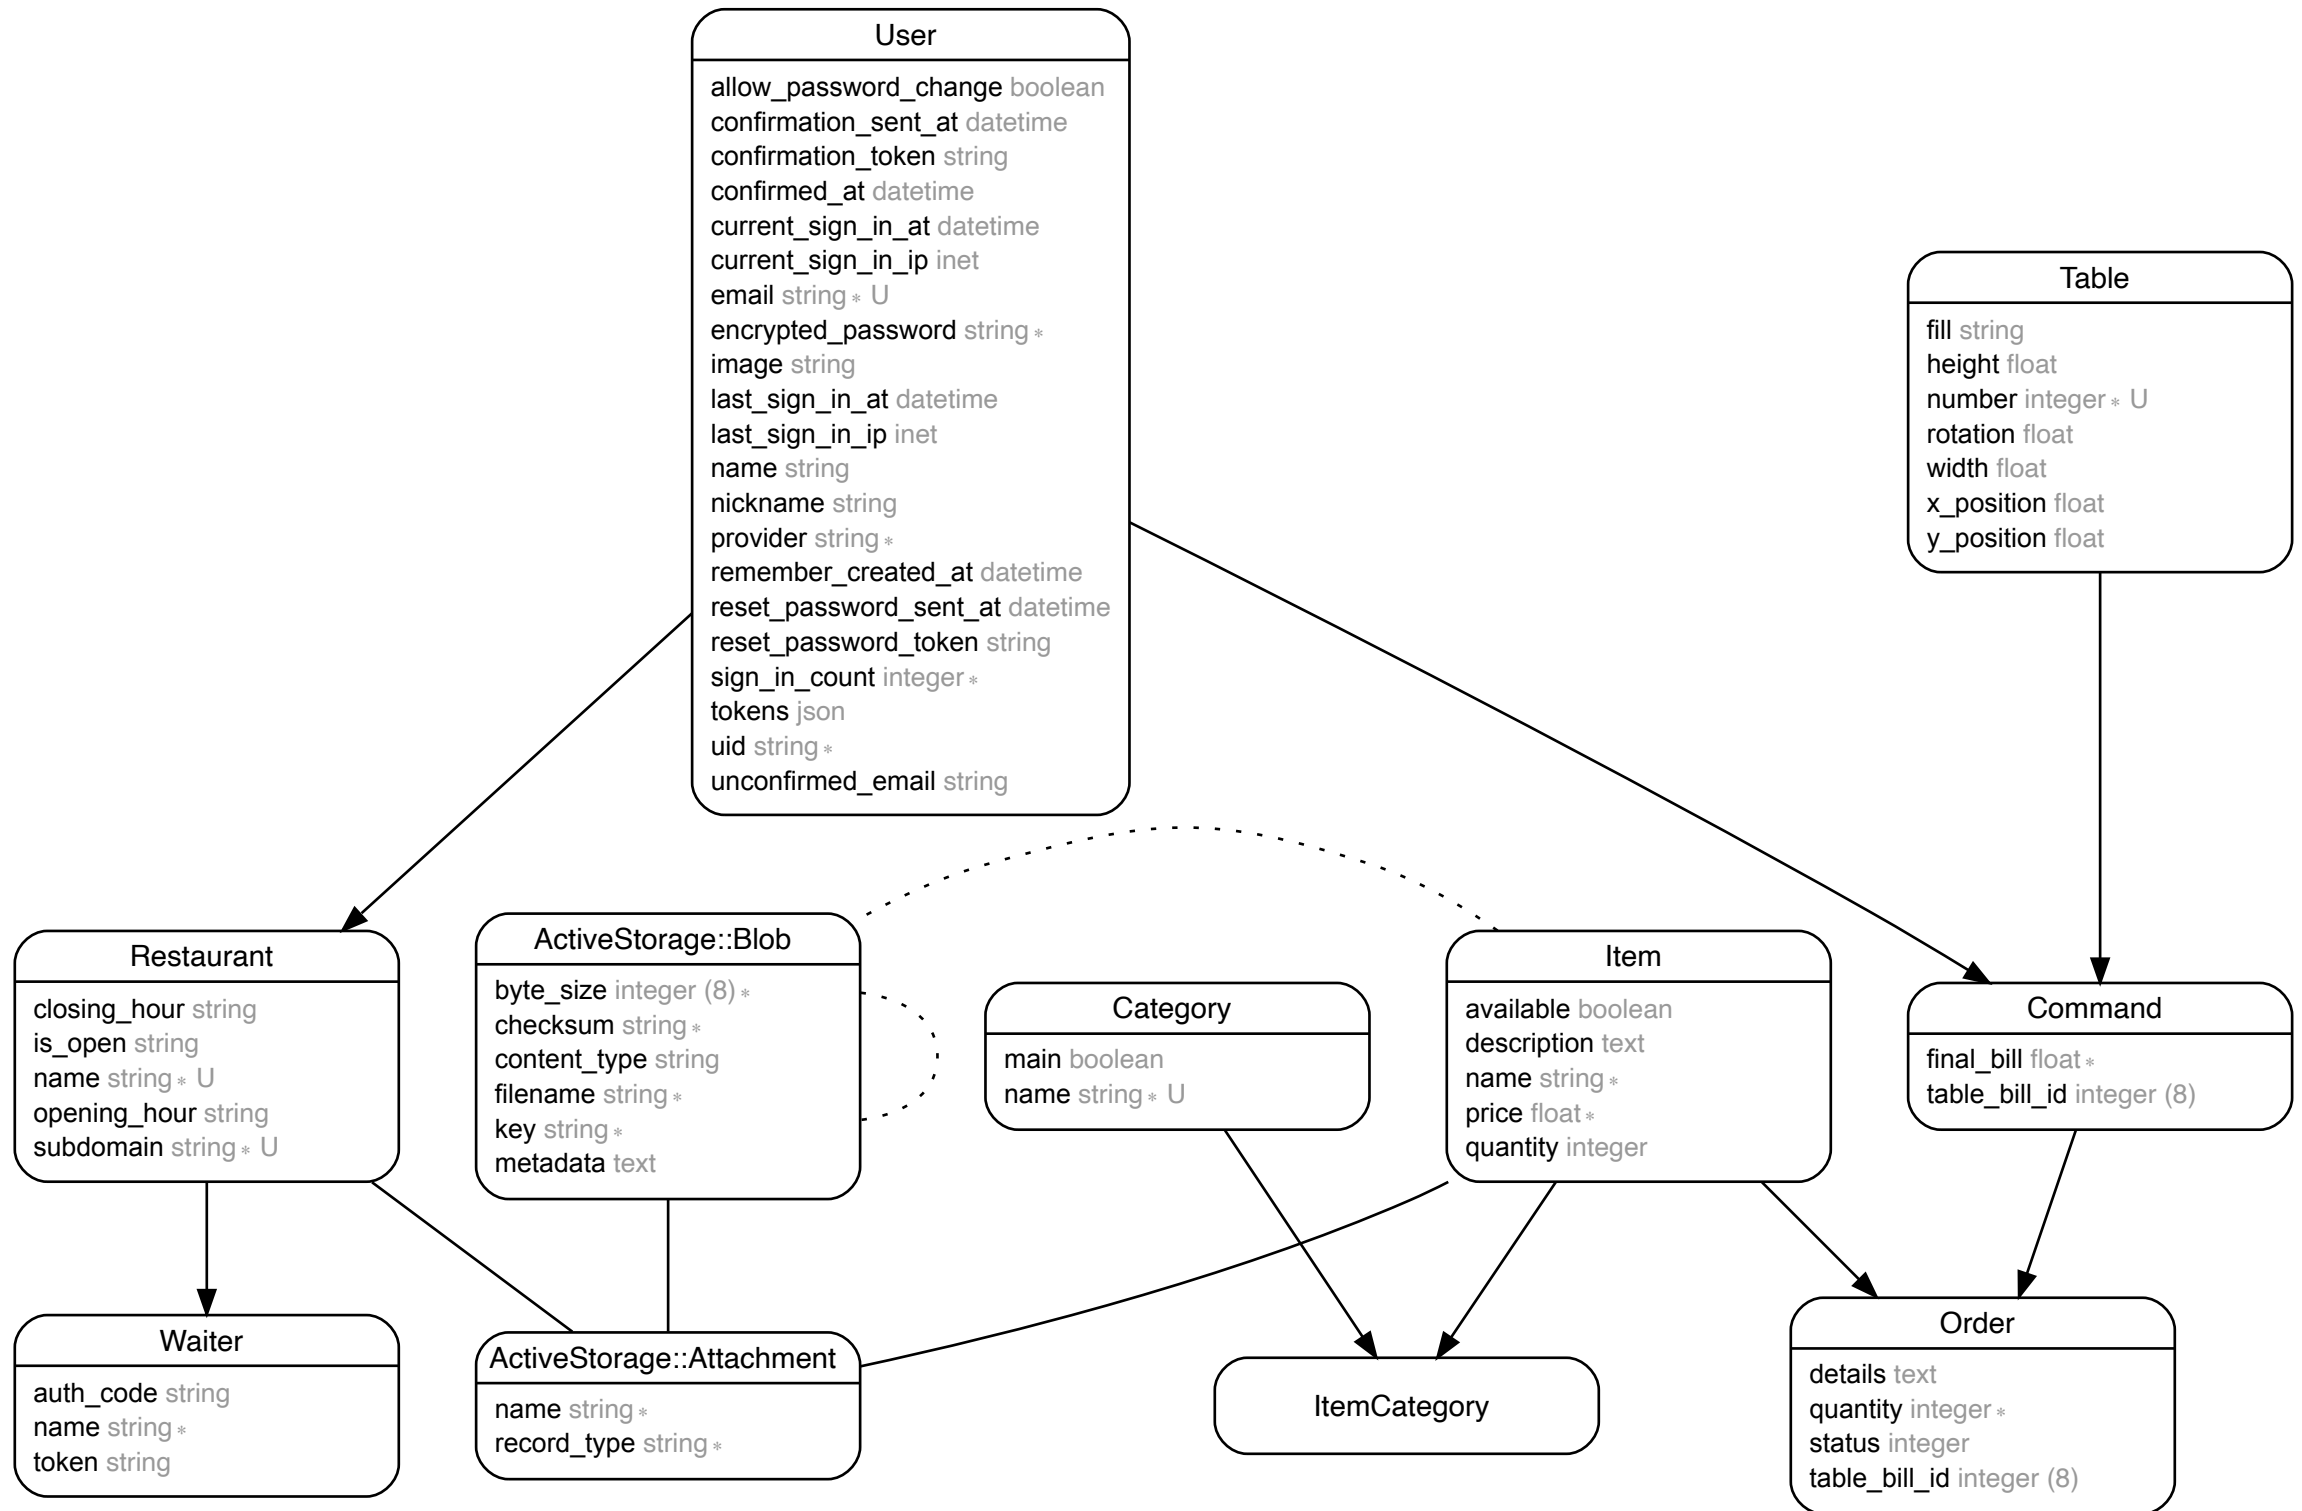 User
allow_password_change boolean
confirmation_sent_at datetime
confirmation_token string
confirmed_at datetime
current_sign_in_at datetime
current_sign_in_ip inet
email string * U
encrypted_password string *
image string
last_sign_in_at datetime
last_sign_in_ip inet
name string
nickname string
provider string *
remember_created_at datetime
reset_password_sent_at datetime
reset_password_token string
sign_in_count integer *
tokens json
uid string *
unconfirmed_email string
Table
fill string
height float
number integer * U
rotation float
width float
x_position float
y_position float
Restaurant
closing_hour string
is_open string
name string * U
opening_hour string
subdomain string * U
ActiveStorage::Blob
byte_size integer (8) *
checksum string *
content_type string
filename string *
key string *
metadata text
Category
main boolean
name string * U
Item
available boolean
description text
name string *
price float *
quantity integer
Command
final_bill float *
table_bill_id integer (8)
Waiter
auth_code string
name string *
token string
ActiveStorage::Attachment
name string *
record_type string *
ItemCategory
Order
details text
quantity integer *
status integer
table_bill_id integer (8)